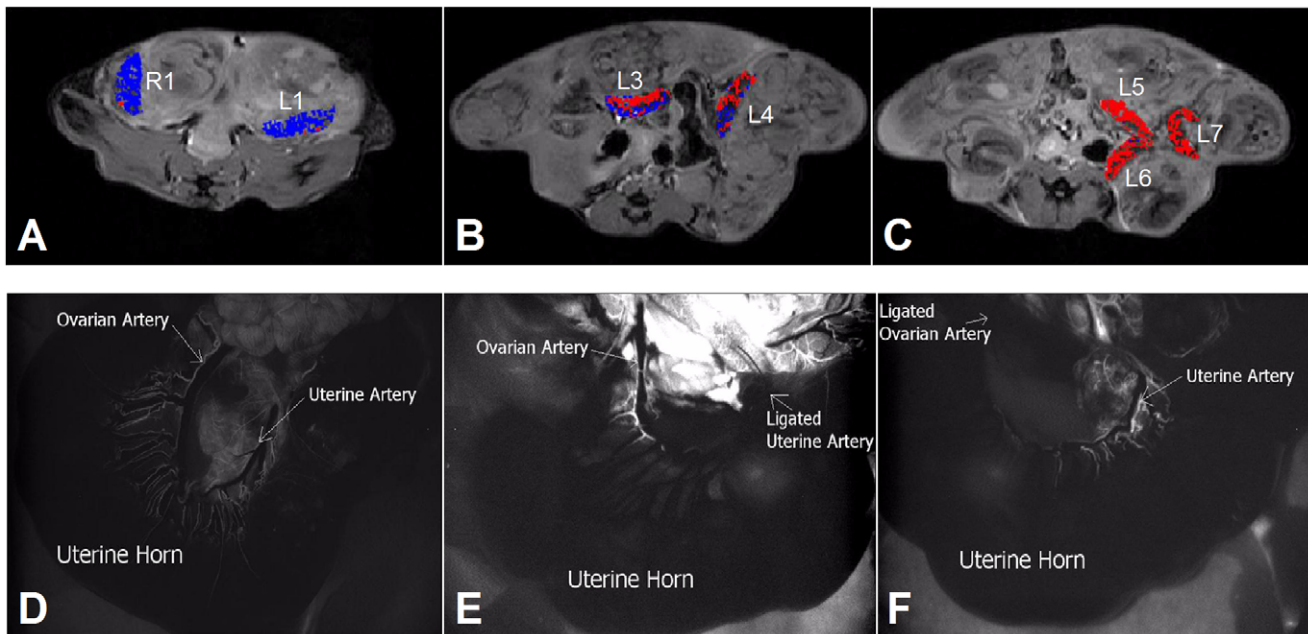 R1
L1
A
L3
L4
B
L5
L7
L6
C
Ovarian Artery
Uterine Artery
Uterine Horn
D
Ovarian Artery
Ligated
Uterine Artery
Uterine Horn
E
Ligated
Ovarian Artery
Uterine Artery
Uterine Horn
F